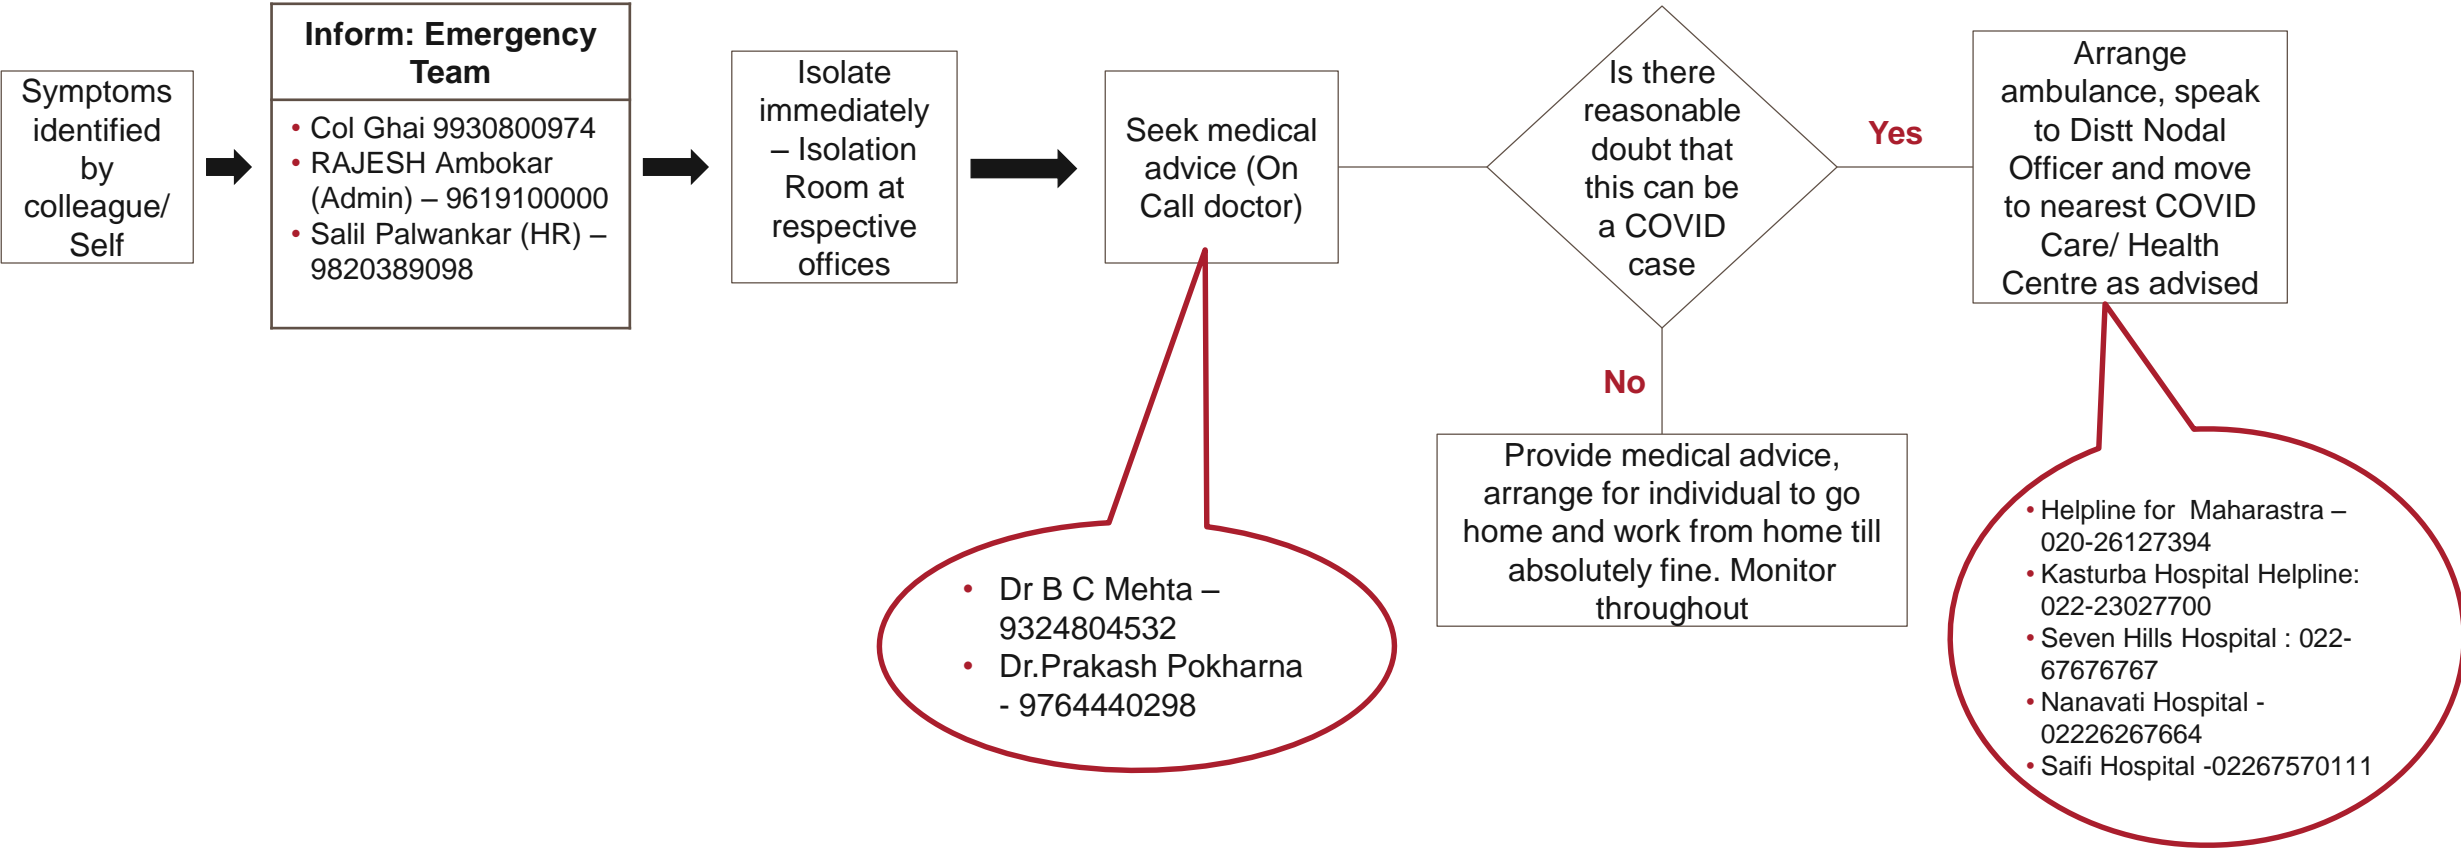 Symptoms
identified
by
colleague/
Self
Inform: Emergency
Team
• Col Ghai 9930800974
• RAJESH Ambokar
(Admin) – 9619100000
• Salil Palwankar (HR) –
9820389098
Isolate
immediately
– Isolation
Room at
respective
offices
Seek medical
advice (On
Call doctor)
Is there
reasonable
doubt that
this can be
a COVID
case
Yes
Arrange
ambulance, speak
to Distt Nodal
Officer and move
to nearest COVID
Care/ Health
Centre as advised
No
Provide medical advice,
arrange for individual to go
home and work from home till
absolutely fine. Monitor
throughout
• Dr B C Mehta –
9324804532
• Dr.Prakash Pokharna
- 9764440298
• Helpline for Maharastra –
020-26127394
• Kasturba Hospital Helpline:
022-23027700
• Seven Hills Hospital : 022-
67676767
• Nanavati Hospital -
02226267664
• Saifi Hospital -02267570111